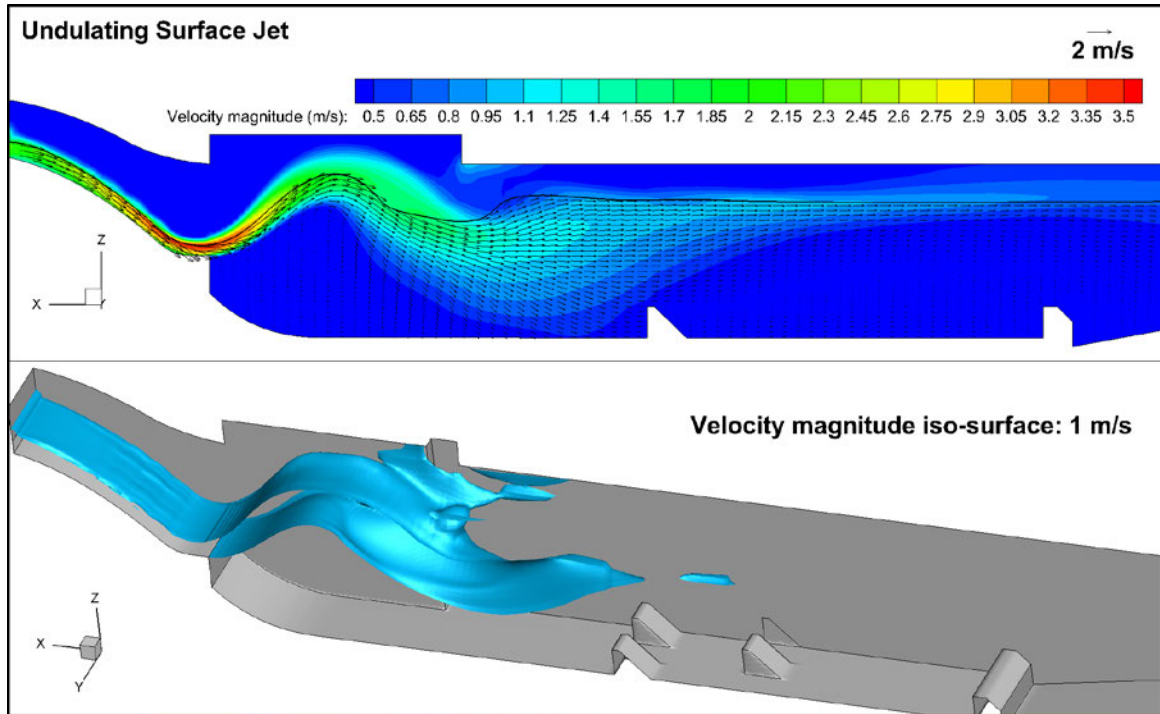 Undulating Surface Jet
2 m/s
Velocity magnitude (m/s): 0.5 0.65 0.8 0.95 1.1 1.25 1.4 1.55 1.7 1.85 2 2.15 2.3 2.45 2.6 2.75 2.9 3.05 3.2 3.35 3.5
Z
X
Y
Velocity magnitude iso-surface: 1 m/s
Z
X
Y